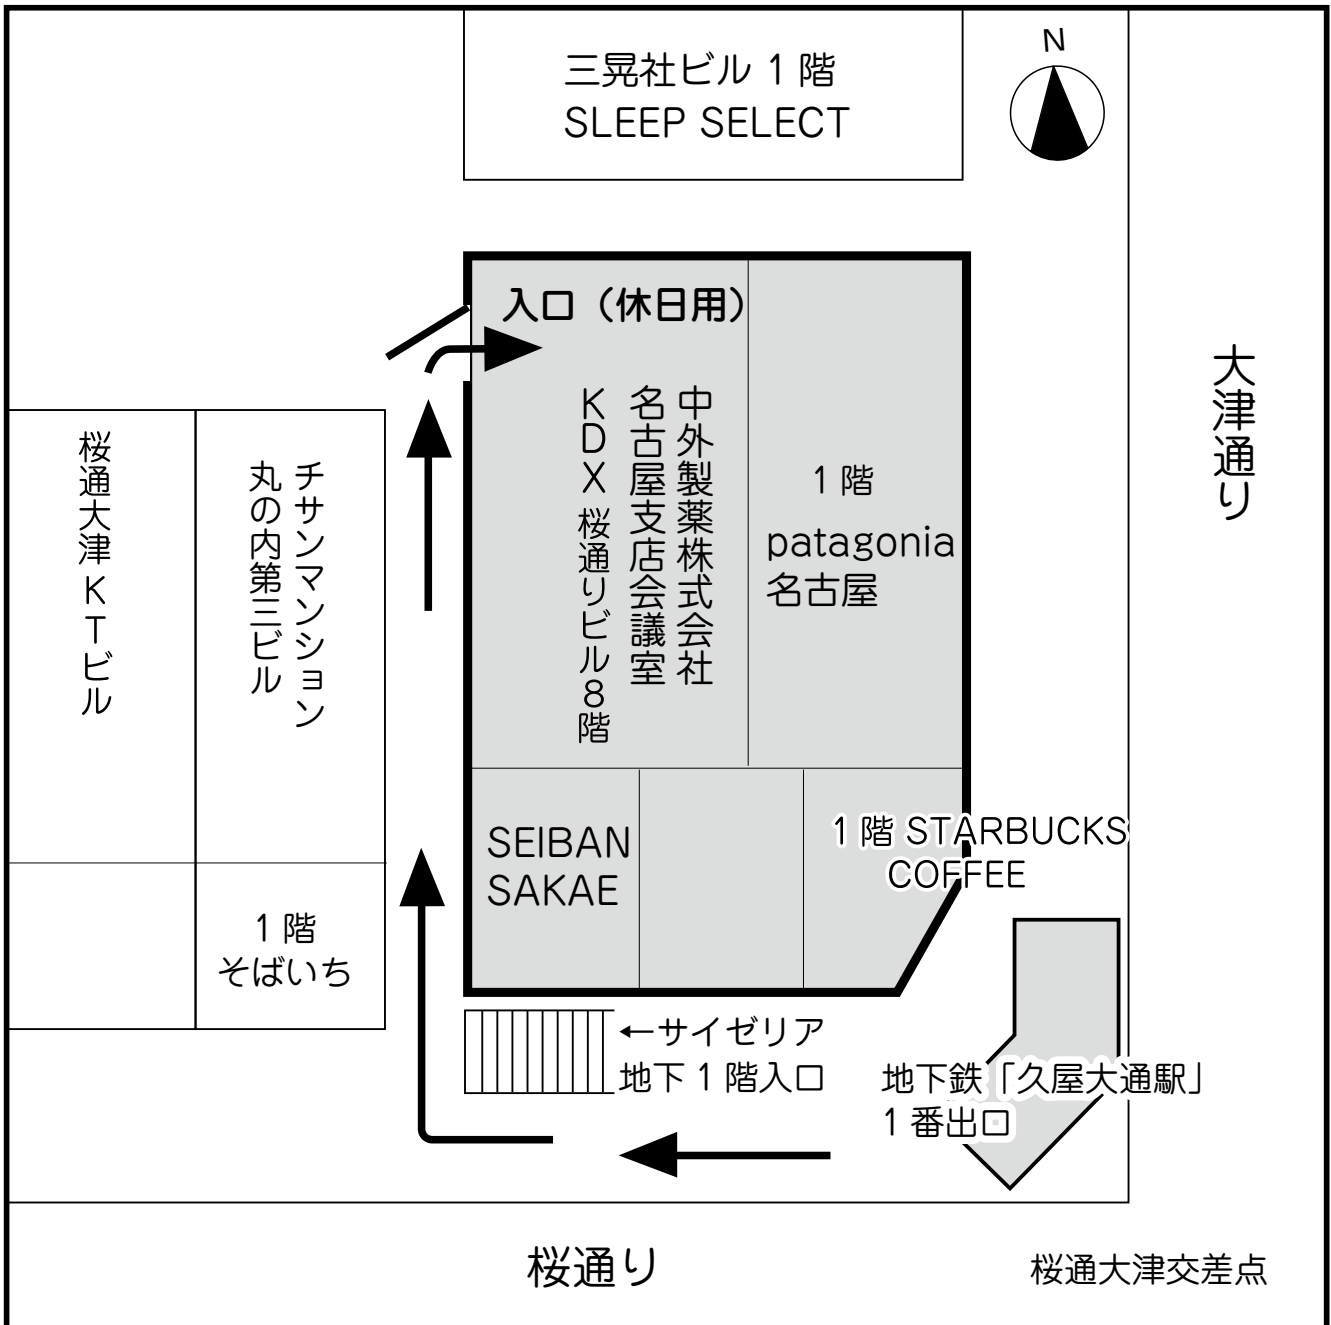 三晃社ビル 1 階
SLEEP SELECT
N
入口（休日用）
中外製薬株式会社
名古屋支店会議室
KDX 桜通りビル8階
1 階
patagonia
名古屋
大津通り
桜通大津KTビル
チサンマンション
丸の内第三ビル
SEIBAN
SAKAE
1 階 STARBUCKS
COFFEE
1 階
そばいち
←サイゼリア
地下 1 階入口
地下鉄「久屋大通駅」
1 番出口
桜通り
桜通大津交差点